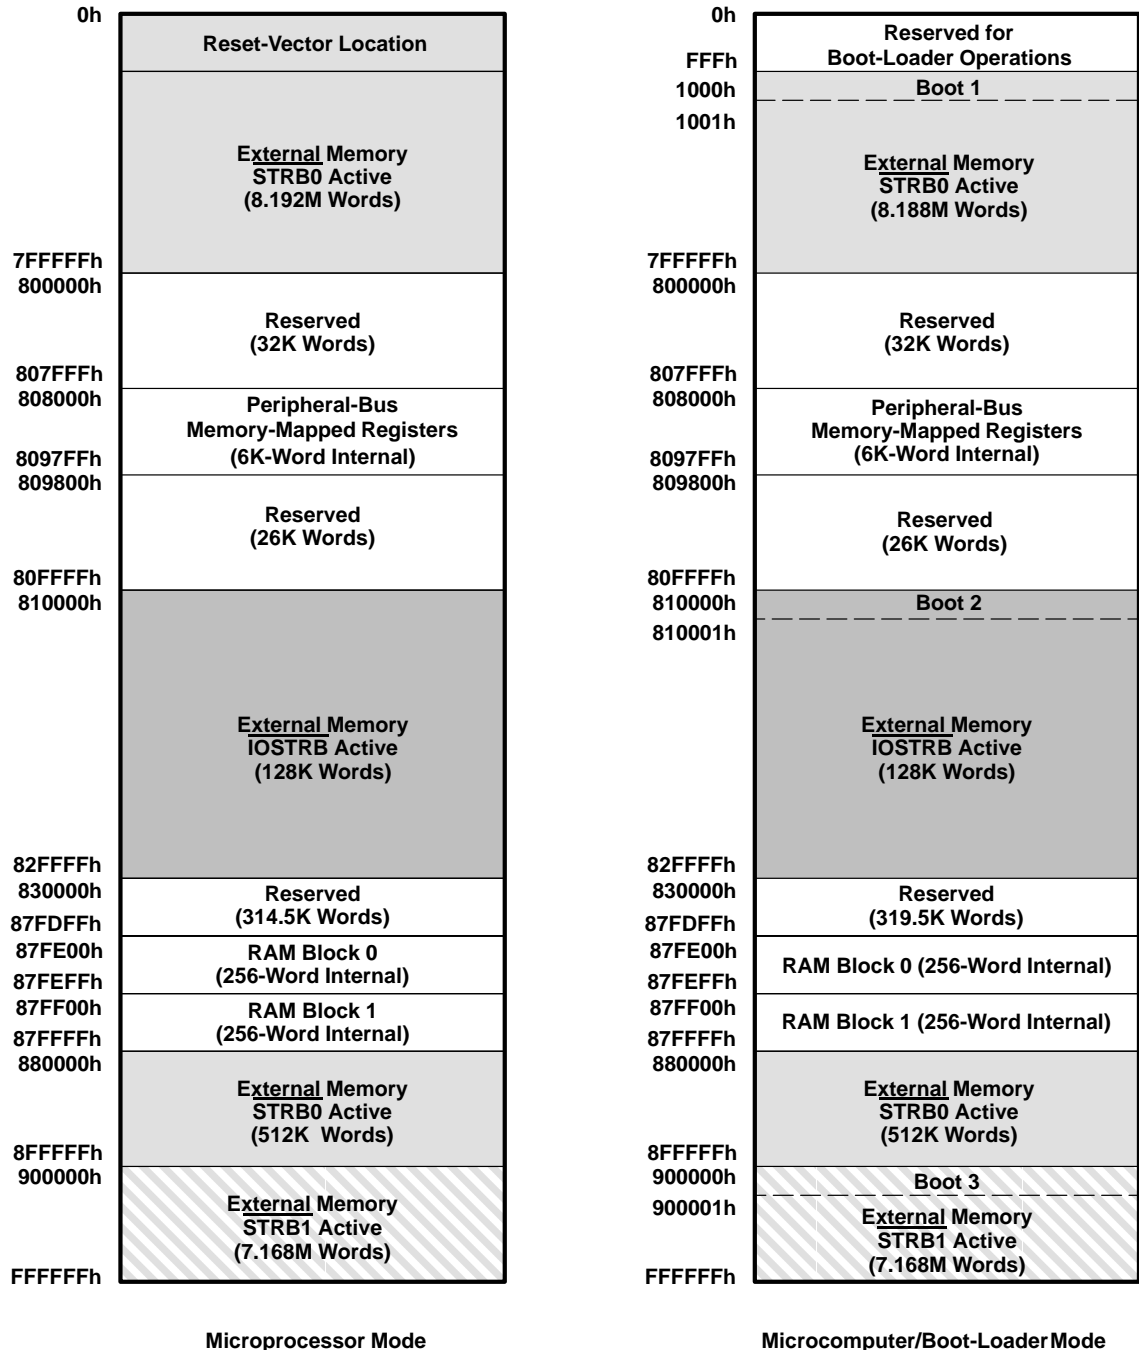 0h
Reset-Vector Location
External Memory
STRB0 Active
(8.192M Words)
7FFFFFh
800000h
Reserved
(32K Words)
807FFFh
808000h
Peripheral-Bus
Memory-Mapped Registers
(6K-Word Internal)
8097FFh
809800h
Reserved
(26K Words)
80FFFFh
810000h
External Memory
IOSTRB Active
(128K Words)
82FFFFh
830000h
Reserved
(314.5K Words)
87FDFFh
87FE00h
RAM Block 0
(256-Word Internal)
87FEFFh
87FF00h
RAM Block 1
(256-Word Internal)
87FFFFh
880000h
External Memory
STRB0 Active
(512K Words)
8FFFFFh
900000h
External Memory
STRB1 Active
(7.168M Words)
FFFFFFh
Microprocessor Mode
0h
Reserved for
Boot-Loader Operations
FFFh
1000h
Boot 1
1001h
External Memory
STRB0 Active
(8.188M Words)
7FFFFFh
800000h
Reserved
(32K Words)
807FFFh
808000h
Peripheral-Bus
Memory-Mapped Registers
(6K-Word Internal)
8097FFh
809800h
Reserved
(26K Words)
80FFFFh
810000h
Boot 2
810001h
External Memory
IOSTRB Active
(128K Words)
82FFFFh
830000h
Reserved
(319.5K Words)
87FDFFh
87FE00h
RAM Block 0 (256-Word Internal)
87FEFFh
87FF00h
RAM Block 1 (256-Word Internal)
87FFFFh
880000h
External Memory
STRB0 Active
(512K Words)
8FFFFFh
900000h
Boot 3
900001h
External Memory
STRB1 Active
(7.168M Words)
FFFFFFh
Microcomputer/Boot-Loader Mode